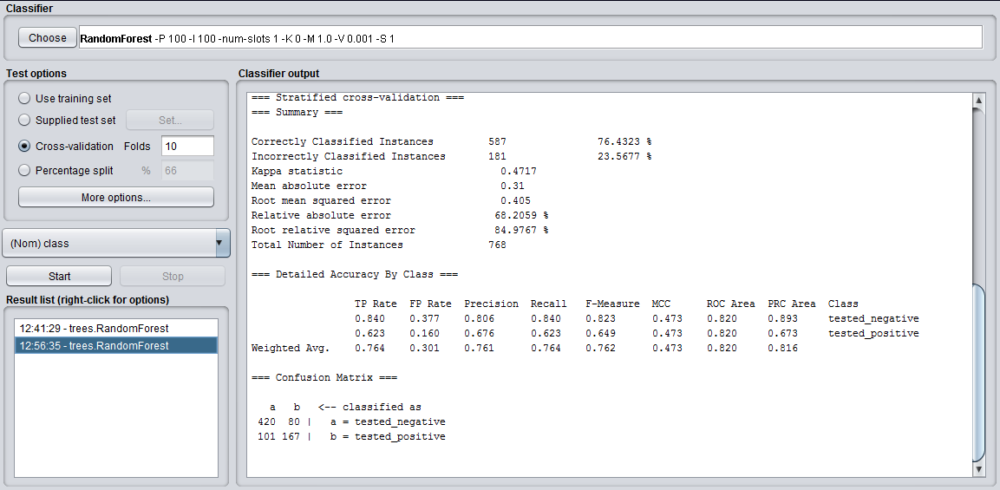 Classifier
Choose RandomForest -P 100 -I 100 -num-slots 1 -K 0 -M 1.0 -V 0.001 -S 1
Test options
Use training set
Supplied test set Set...
Cross-validation Folds 10
Percentage split % 66
More options...
(Nom) class
Start Stop
Result list (right-click for options)
12:41:29 - trees.RandomForest
12:56:35 - trees.RandomForest
Classifier output
=== Stratified cross-validation ===
=== Summary ===
Correctly Classified Instances 587 76.4323 %
Incorrectly Classified Instances 181 23.5677 %
Kappa statistic 0.4717
Mean absolute error 0.31
Root mean squared error 0.405
Relative absolute error 68.2059 %
Root relative squared error 84.9767 %
Total Number of Instances 768
=== Detailed Accuracy By Class ===
TP Rate FP Rate Precision Recall F-Measure MCC ROC Area PRC Area Class
0.840 0.377 0.806 0.840 0.823 0.473 0.820 0.893 tested_negative
0.623 0.160 0.676 0.623 0.649 0.473 0.820 0.673 tested_positive
Weighted Avg. 0.764 0.301 0.761 0.764 0.762 0.473 0.820 0.816
=== Confusion Matrix ===
a b <-- classified as
420 80 | a = tested_negative
101 167 | b = tested_positive